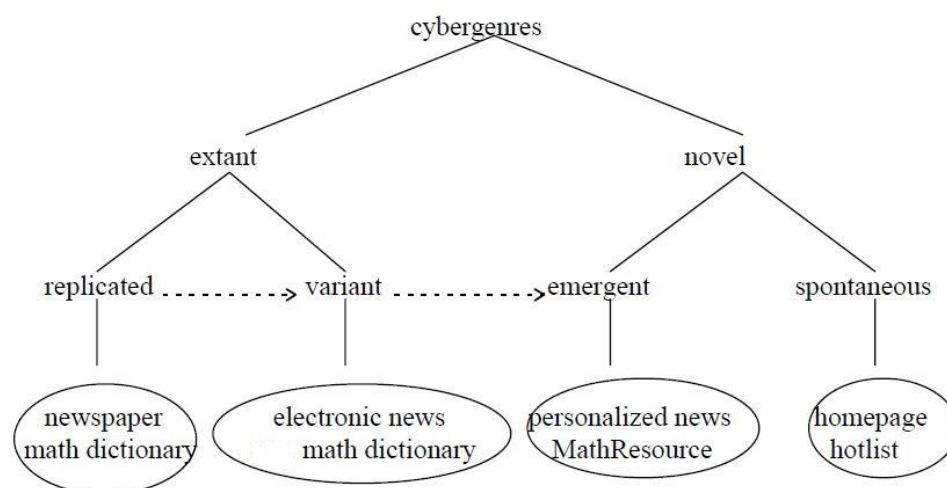 cybergenres
extant novel
replicated variant emergent spontaneous
newspaper electronic news personalized news homepage
math dictionary math dictionary MathResource hotlist